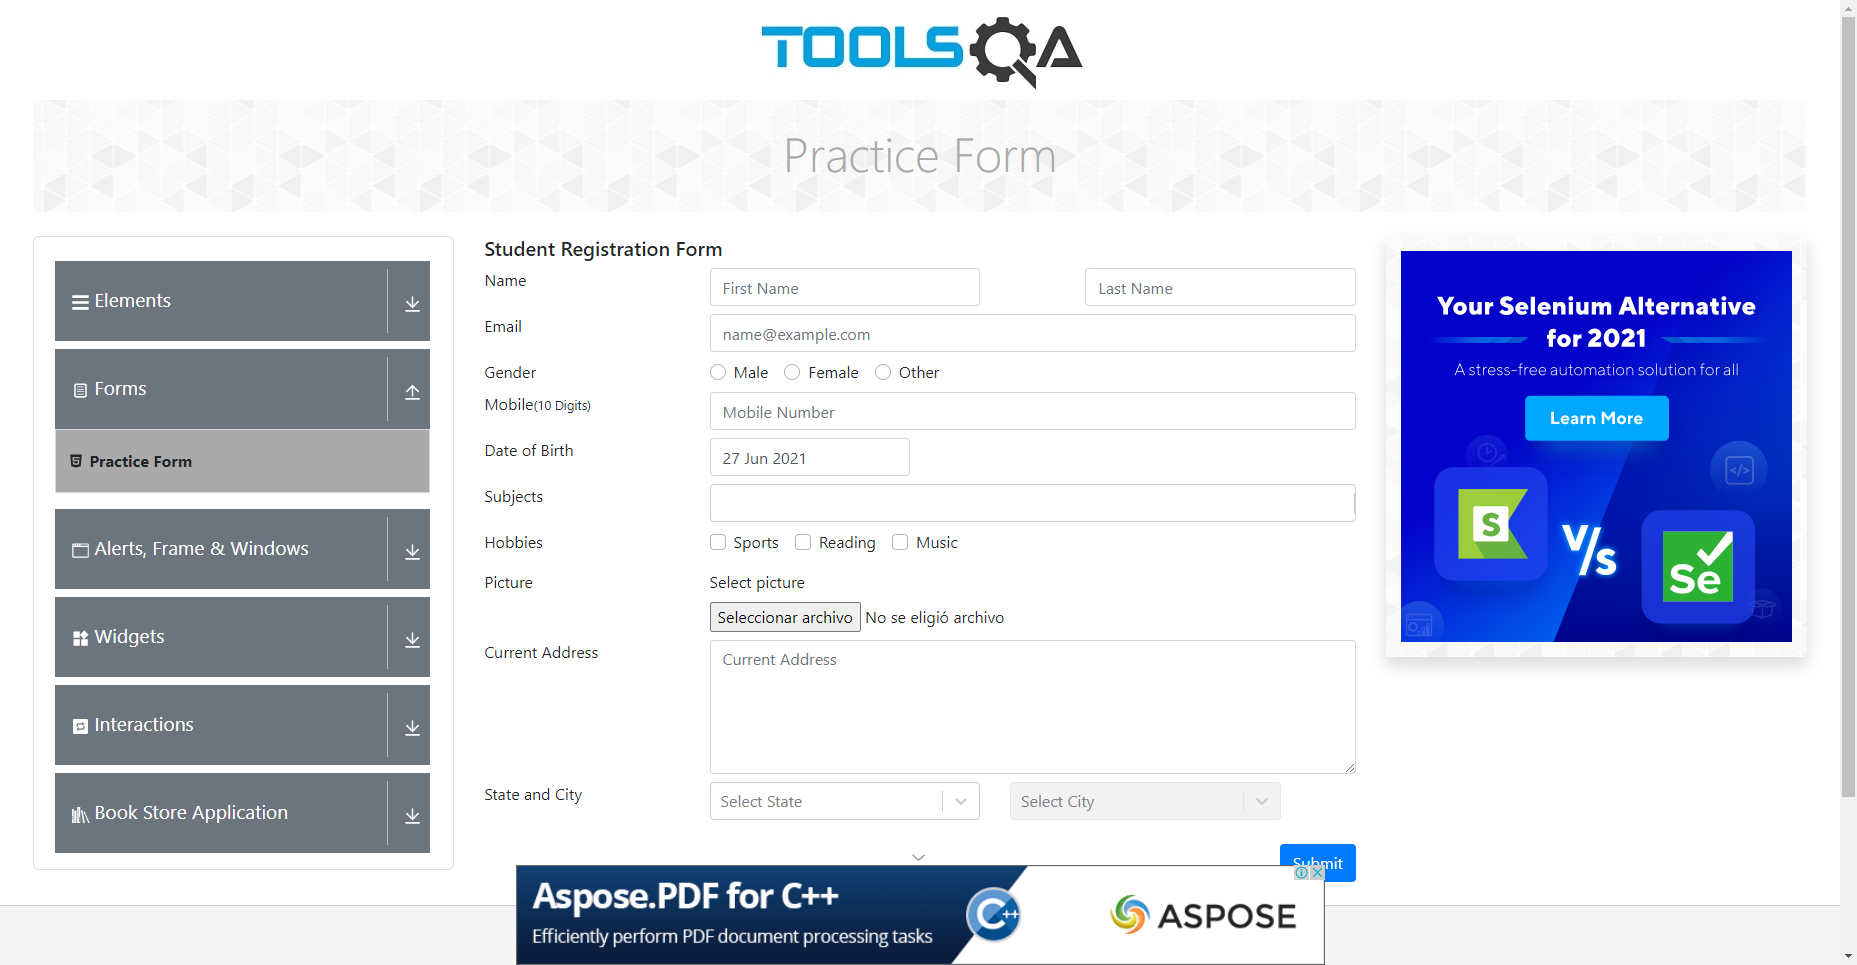 TOOLSQA
Practice Form
Elements
Forms
Practice Form
Alerts, Frame & Windows
Widgets
Interactions
Book Store Application
Student Registration Form
Name
First Name
Last Name
Email
name@example.com
Gender
Male
Female
Other
Mobile(10 Digits)
Mobile Number
Date of Birth
27 Jun 2021
Subjects
Hobbies
Sports
Reading
Music
Picture
Select picture
Seleccionar archivo
No se eligió archivo
Current Address
Current Address
State and City
Select State
Select City
Submit
Your Selenium Alternative
for 2021
A stress-free automation solution for all
Learn More
</>
S
V/s
Se
Aspose.PDF for C++
Efficiently perform PDF document processing tasks
C++
ASPOSE